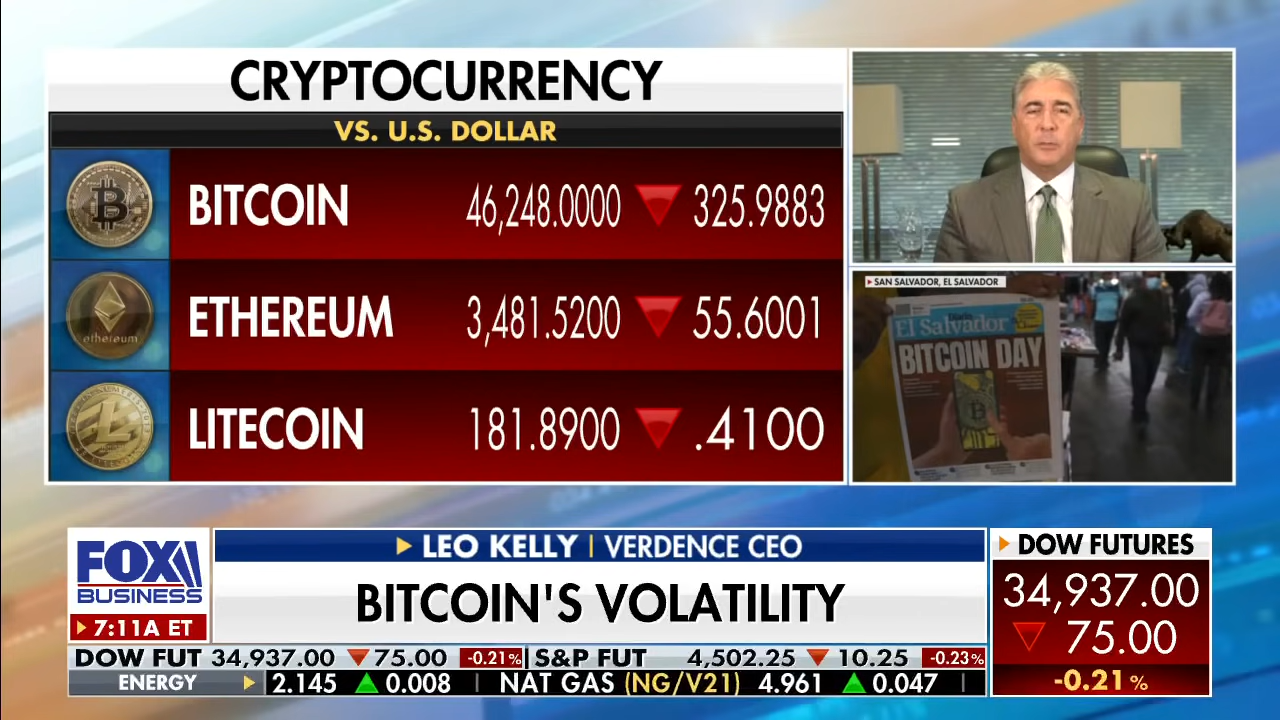 CRYPTOCURRENCY
VS. U.S. DOLLAR
BITCOIN 46,248.0000 325.9883
ethereum
ETHEREUM 3,481.5200 55.6001
LITECOIN 181.8900 .4100
SAN SALVADOR, EL SALVADOR
Diario
El Salvador
BITCOIN DAY
FOX
BUSINESS
7:11A ET
LEO KELLY | VERDENCE CEO
BITCOIN'S VOLATILITY
DOW FUTURES
34,937.00
75.00
-0.21%
DOW FUT 34,937.00 75.00 -0.21% S&P FUT 4,502.25 10.25 -0.23%
ENERGY 2.145 0.008 | NAT GAS (NG/V21) 4.961 0.047 |